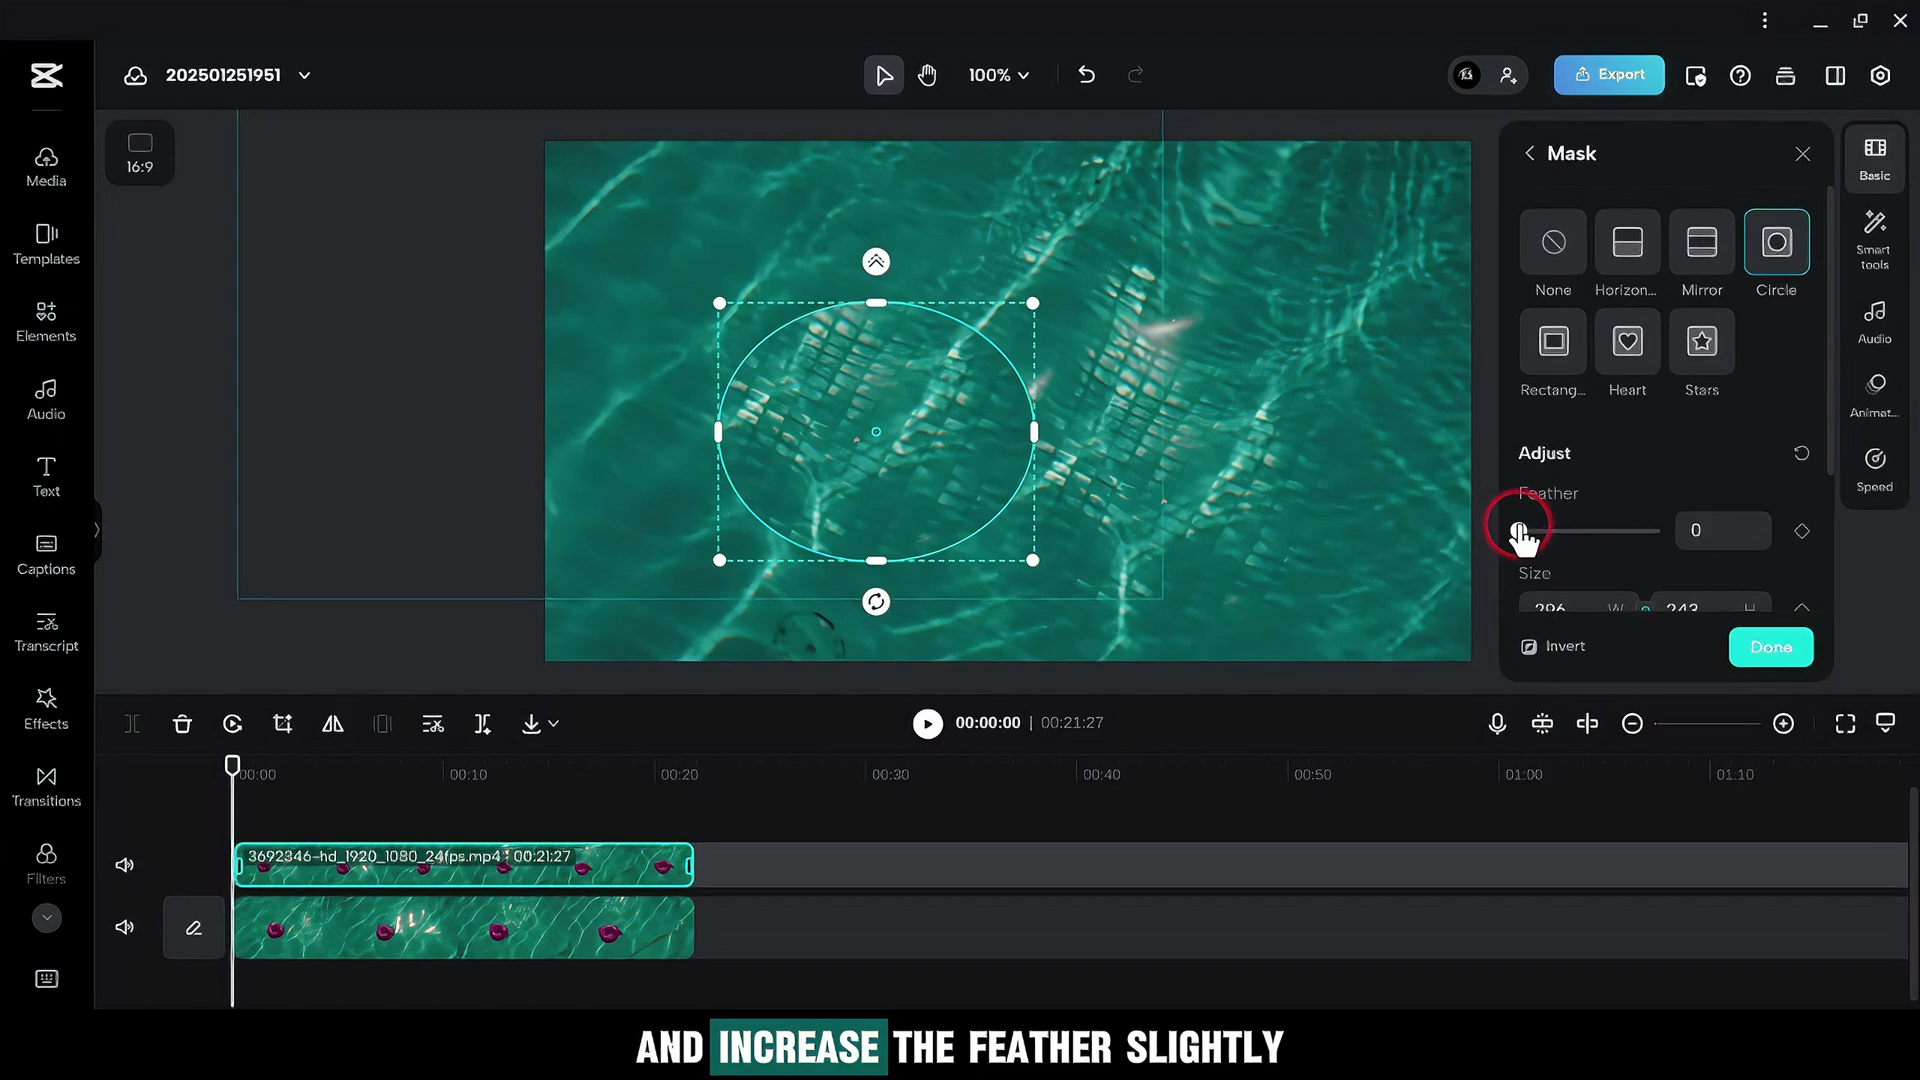 202501251951
100%
Export
16:9
Media
Templates
Elements
Audio
Text
Captions
Transcript
Effects
Transitions
Filters
Mask
None
Horizon...
Mirror
Circle
Rectang...
Heart
Stars
Adjust
Feather
0
Size
296 W
243 H
Invert
Done
Basic
Smart
tools
Audio
Animat...
Speed
00:00:00 | 00:21:27
00:00
00:10
00:20
00:30
00:40
00:50
01:00
01:10
3692346-hd_1920_1080_24fps.mp4 00:21:27
AND INCREASE THE FEATHER SLIGHTLY